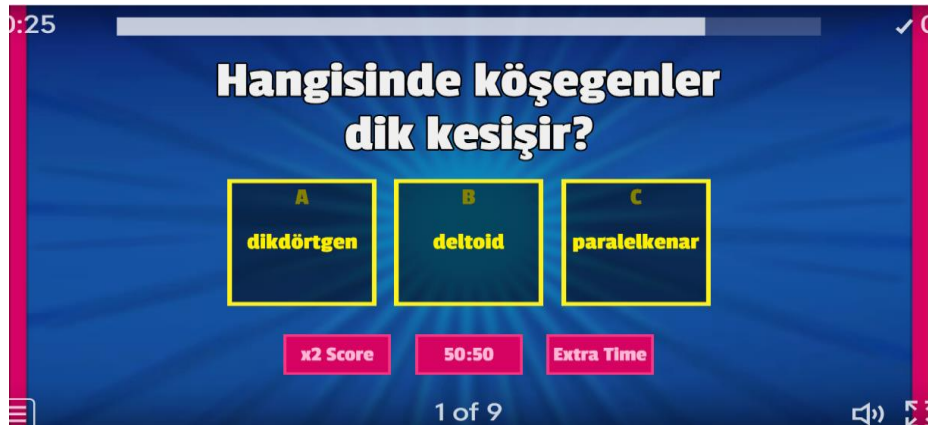 0:25
Hangisinde köşegenler
dik kesişir?
A
dikdörtgen
B
deltoid
C
paralelkenar
x2 Score
50:50
Extra Time
1 of 9